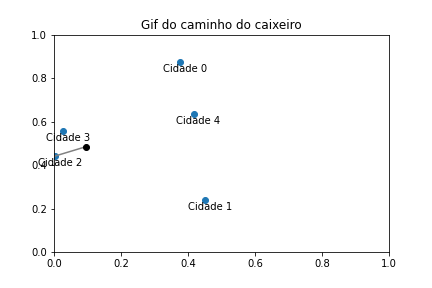 Gif do caminho do caixeiro
1.0
Cidade 0
0.8
0.6
Cidade 4
Cidade 3
Cidade 2
0.4
0.2
Cidade 1
0.0
0.0 0.2 0.4 0.6 0.8 1.0